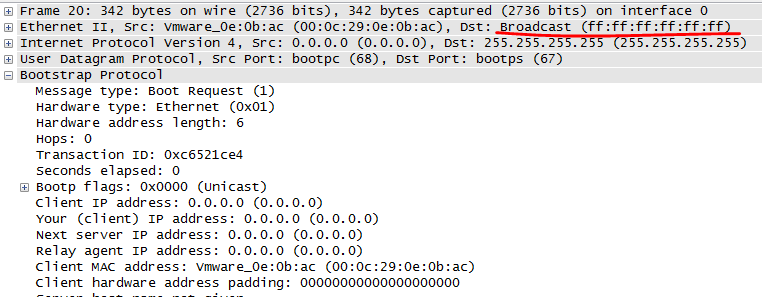 Frame 20: 342 bytes on wire (2736 bits), 342 bytes captured (2736 bits) on interface 0
Ethernet II, Src: Vmware_0e:0b:ac (00:0c:29:0e:0b:ac), Dst: Broadcast (ff:ff:ff:ff:ff:ff)
Internet Protocol Version 4, Src: 0.0.0.0 (0.0.0.0), Dst: 255.255.255.255 (255.255.255.255)
User Datagram Protocol, Src Port: bootpc (68), Dst Port: bootps (67)
Bootstrap Protocol
Message type: Boot Request (1)
Hardware type: Ethernet (0x01)
Hardware address length: 6
Hops: 0
Transaction ID: 0xc6521ce4
Seconds elapsed: 0
Bootp flags: 0x0000 (Unicast)
Client IP address: 0.0.0.0 (0.0.0.0)
Your (client) IP address: 0.0.0.0 (0.0.0.0)
Next server IP address: 0.0.0.0 (0.0.0.0)
Relay agent IP address: 0.0.0.0 (0.0.0.0)
Client MAC address: Vmware_0e:0b:ac (00:0c:29:0e:0b:ac)
Client hardware address padding: 00000000000000000000